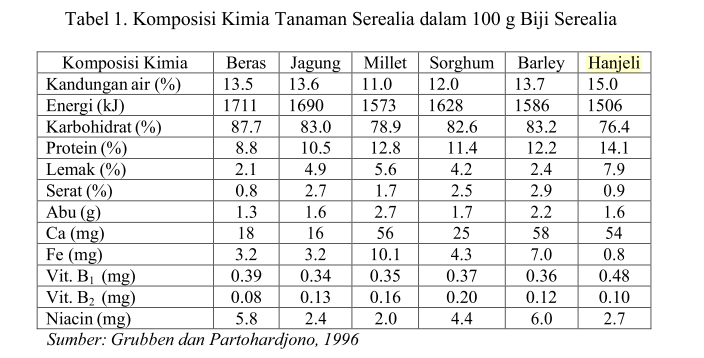 Tabel 1. Komposisi Kimia Tanaman Serealia dalam 100 g Biji Serealia
Komposisi Kimia Beras Jagung Millet Sorghum Barley Hanjeli
Kandungan air (%) 13.5 13.6 11.0 12.0 13.7 15.0
Energi (kJ) 1711 1690 1573 1628 1586 1506
Karbohidrat (%) 87.7 83.0 78.9 82.6 83.2 76.4
Protein (%) 8.8 10.5 12.8 11.4 12.2 14.1
Lemak (%) 2.1 4.9 5.6 4.2 2.4 7.9
Serat (%) 0.8 2.7 1.7 2.5 2.9 0.9
Abu (g) 1.3 1.6 2.7 1.7 2.2 1.6
Ca (mg) 18 16 56 25 58 54
Fe (mg) 3.2 3.2 10.1 4.3 7.0 0.8
Vit. B₁ (mg) 0.39 0.34 0.35 0.37 0.36 0.48
Vit. B₂ (mg) 0.08 0.13 0.16 0.20 0.12 0.10
Niacin (mg) 5.8 2.4 2.0 4.4 6.0 2.7
Sumber: Grubben dan Partohardjono, 1996